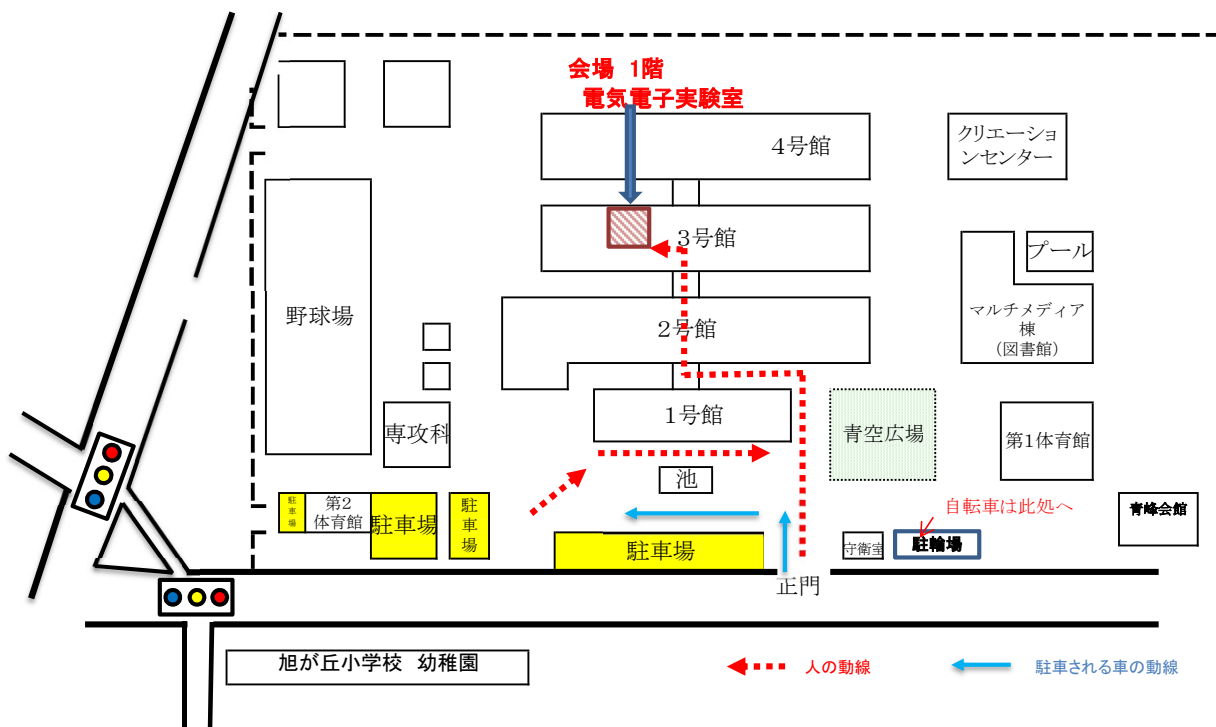 会場 1階
電気電子実験室
4号館
クリエーショ
ンセンター
3号館
プール
野球場
2号館
マルチメディア
棟
(図書館)
専攻科
1号館
青空広場
第1体育館
池
駐車場
第2
体育館
駐車場
駐車場
自転車は此処へ
青峰会館
駐車場
守衛室
駐輪場
正門
旭が丘小学校 幼稚園
人の動線
駐車される車の動線